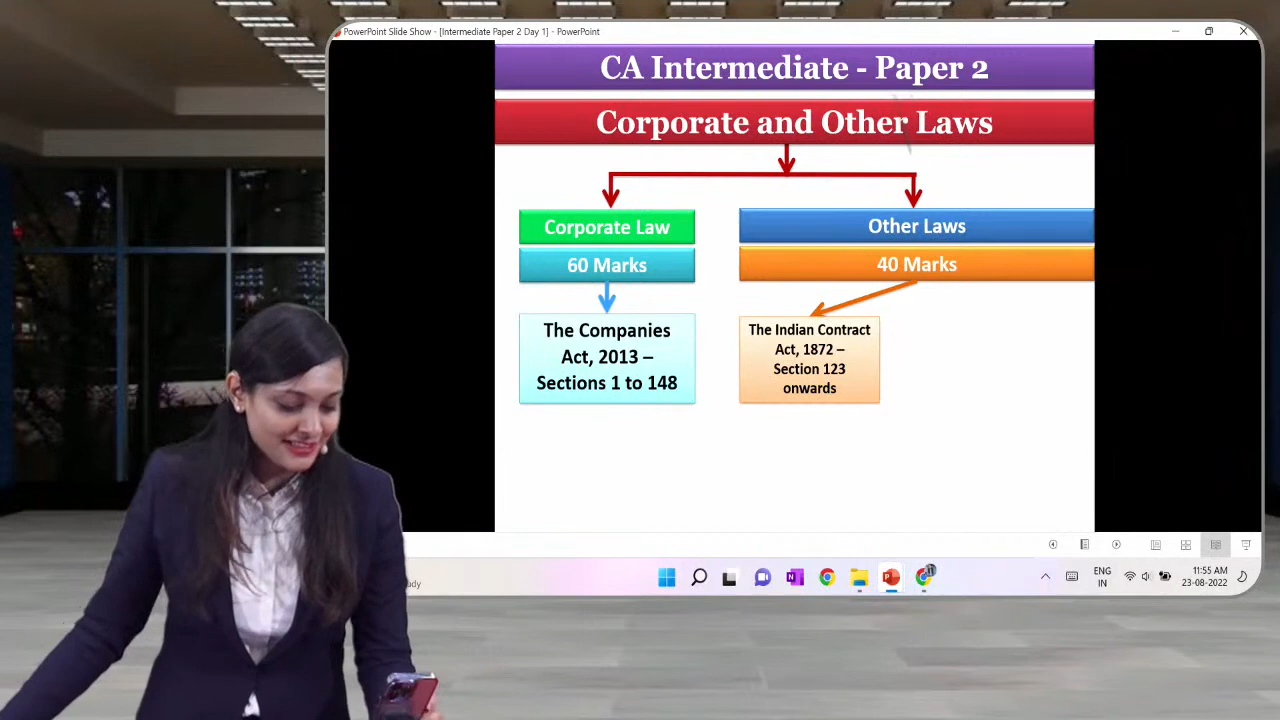 PowerPoint Slide Show - [Intermediate Paper 2 Day 1] - PowerPoint
CA Intermediate - Paper 2
Corporate and Other Laws
Corporate Law
60 Marks
The Companies
Act, 2013 –
Sections 1 to 148
Other Laws
40 Marks
The Indian Contract
Act, 1872 –
Section 123
onwards
ENG
IN
11:55 AM
23-08-2022